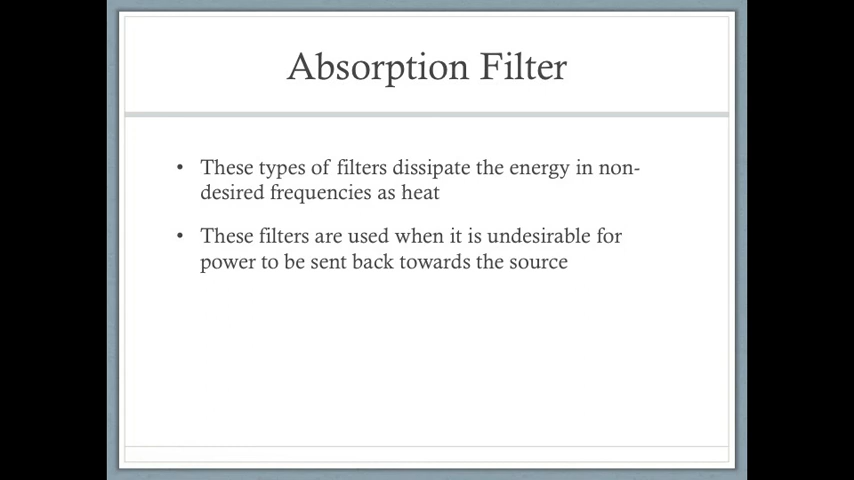 Absorption Filter
• These types of filters dissipate the energy in non-
desired frequencies as heat
• These filters are used when it is undesirable for
power to be sent back towards the source